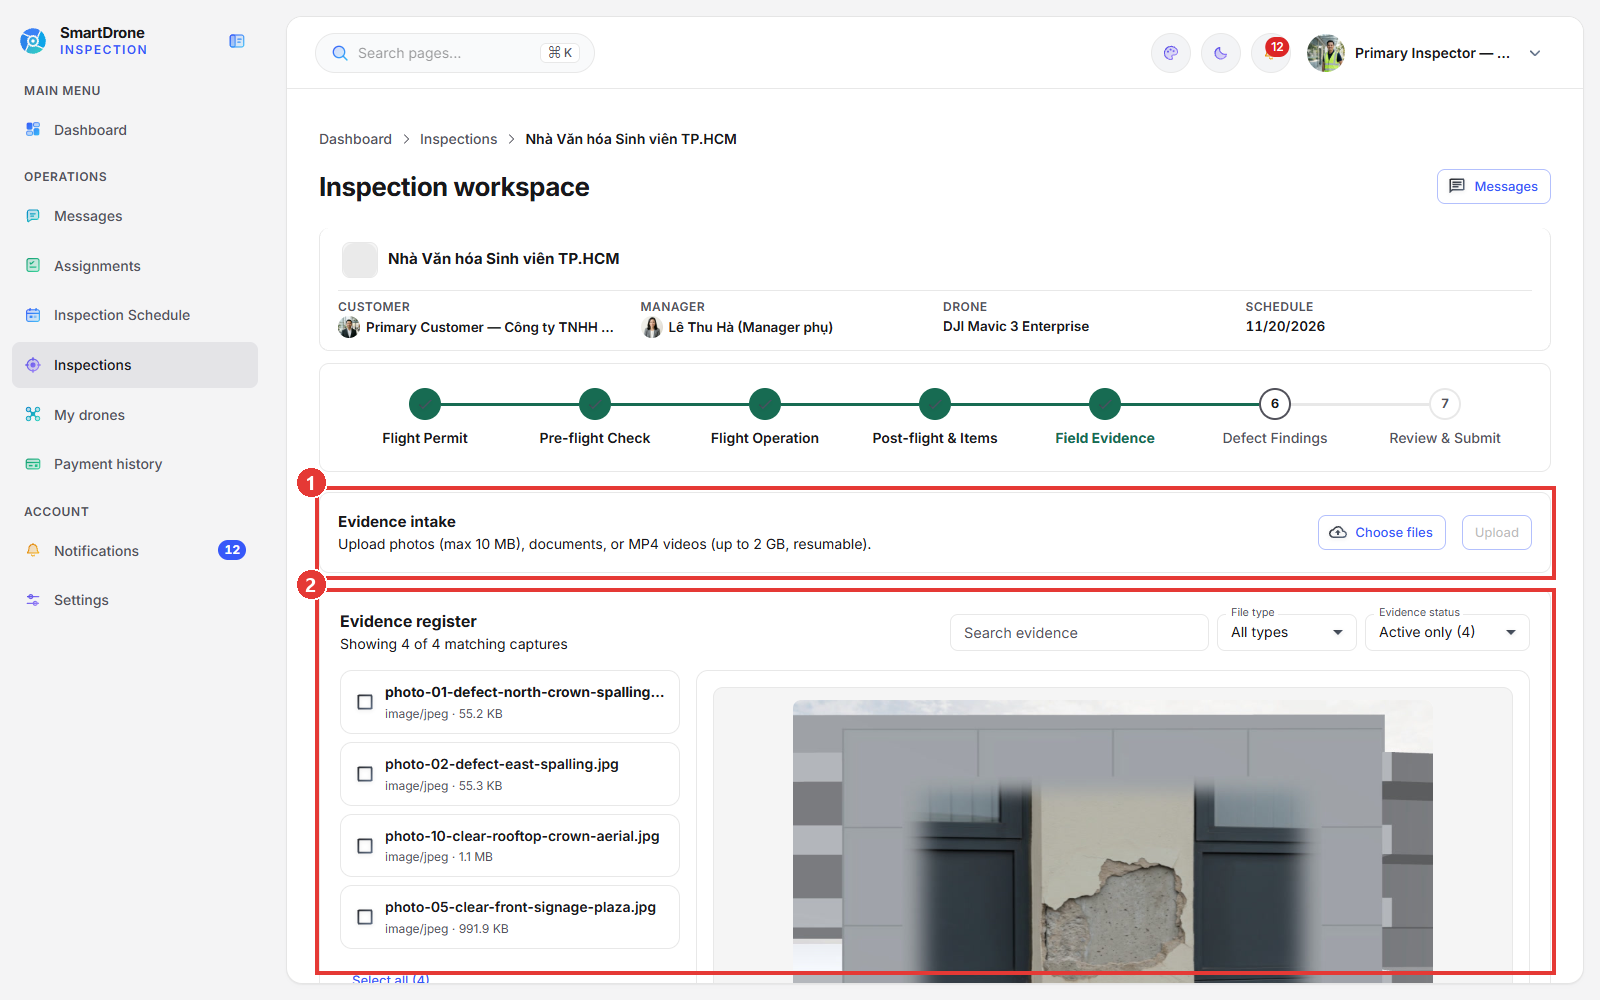 SmartDrone
INSPECTION
MAIN MENU
Dashboard
OPERATIONS
Messages
Assignments
Inspection Schedule
Inspections
My drones
Payment history
ACCOUNT
Notifications 12
Settings
Search pages... ⌘ K
12
Primary Inspector — ...
Dashboard > Inspections > Nhà Văn hóa Sinh viên TP.HCM
Inspection workspace
Messages
Nhà Văn hóa Sinh viên TP.HCM
CUSTOMER
Primary Customer — Công ty TNHH ...
MANAGER
Lê Thu Hà (Manager phụ)
DRONE
DJI Mavic 3 Enterprise
SCHEDULE
11/20/2026
Flight Permit
Pre-flight Check
Flight Operation
Post-flight & Items
Field Evidence
6
Defect Findings
7
Review & Submit
1
Evidence intake
Upload photos (max 10 MB), documents, or MP4 videos (up to 2 GB, resumable).
Choose files
Upload
2
Evidence register
Showing 4 of 4 matching captures
Search evidence
File type
All types
Evidence status
Active only (4)
photo-01-defect-north-crown-spalling...
image/jpeg · 55.2 KB
photo-02-defect-east-spalling.jpg
image/jpeg · 55.3 KB
photo-10-clear-rooftop-crown-aerial.jpg
image/jpeg · 1.1 MB
photo-05-clear-front-signage-plaza.jpg
image/jpeg · 991.9 KB
Select all (4)